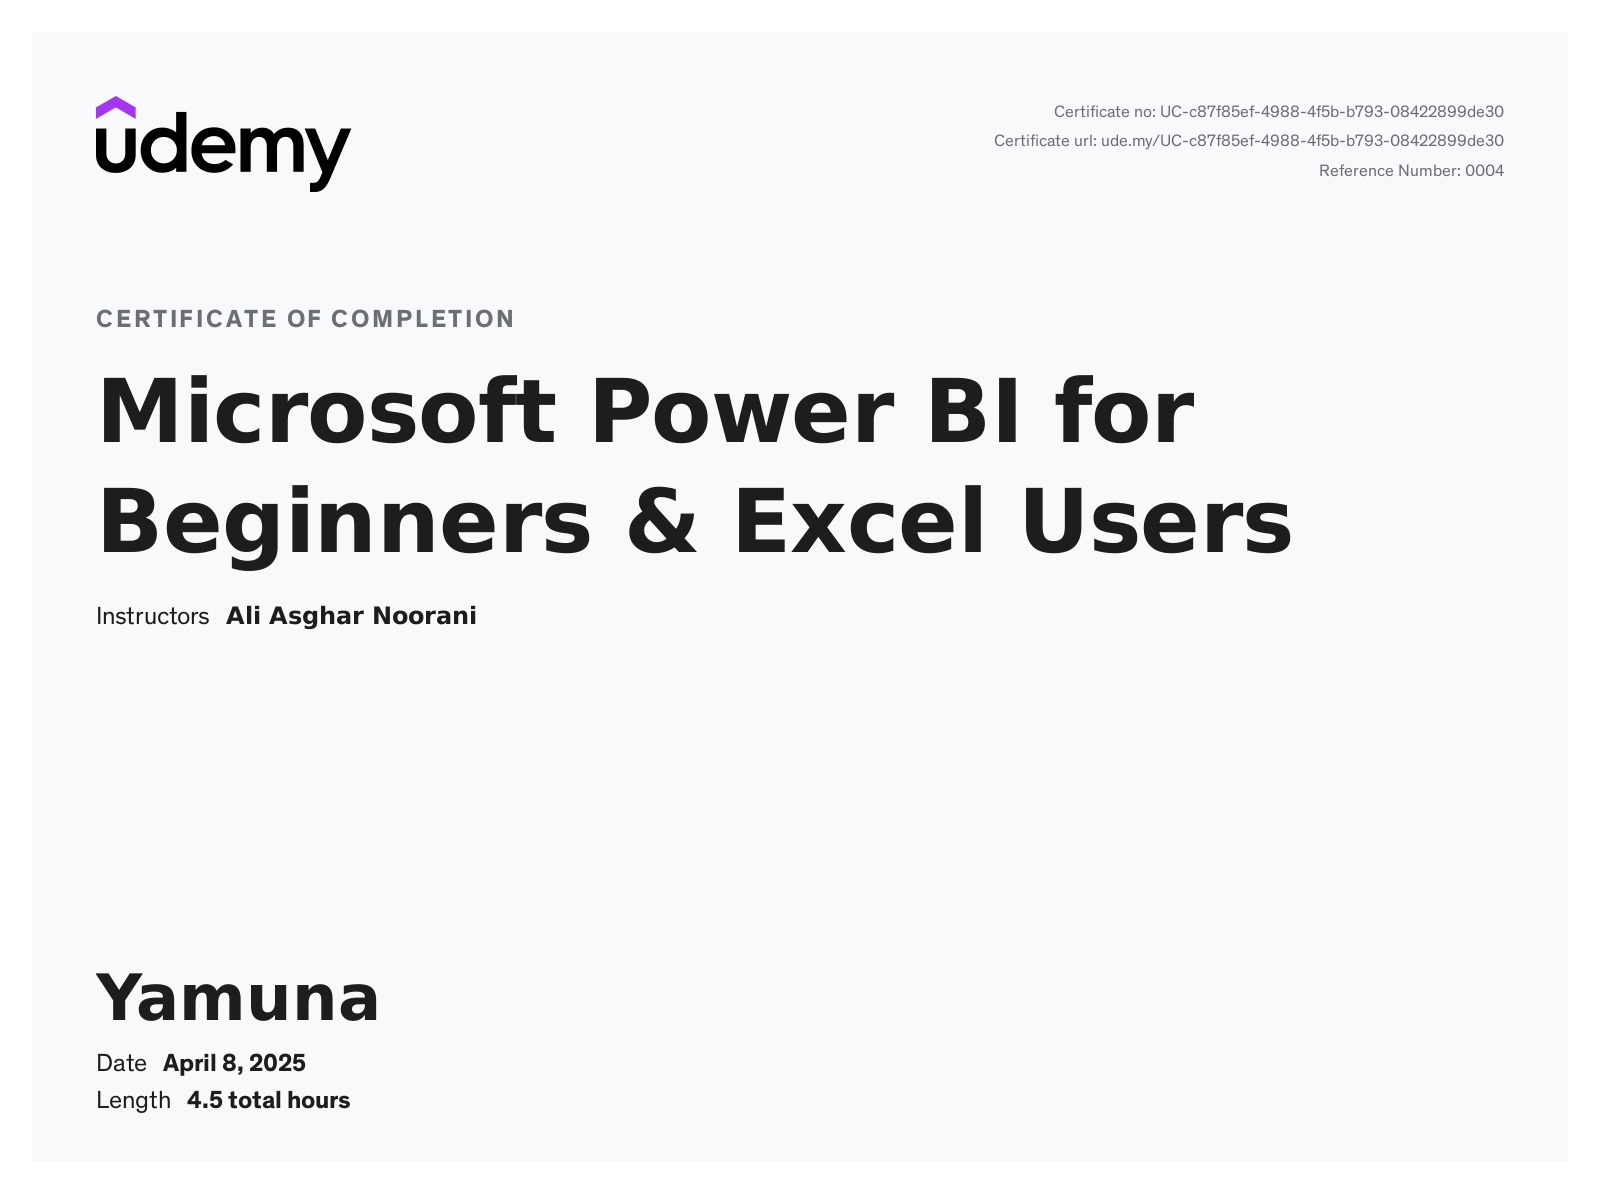 udemy
Certificate no: UC-c87f85ef-4988-4f5b-b793-08422899de30
Certificate url: ude.my/UC-c87f85ef-4988-4f5b-b793-08422899de30
Reference Number: 0004
CERTIFICATE OF COMPLETION
Microsoft Power BI for
Beginners & Excel Users
Instructors Ali Asghar Noorani
Yamuna
Date April 8, 2025
Length 4.5 total hours